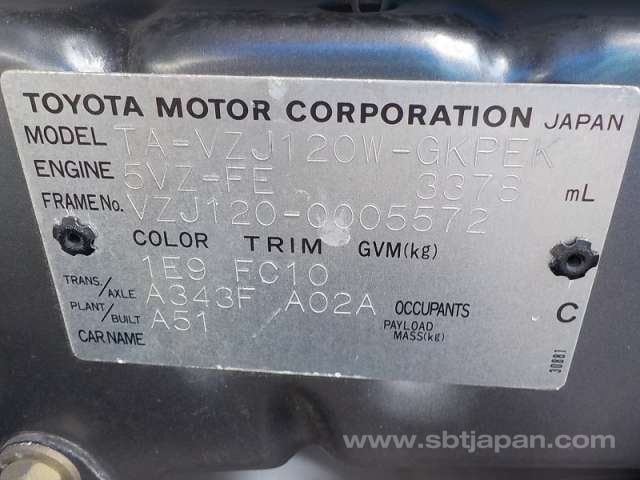 TOYOTA MOTOR CORPORATION JAPAN
MODEL TA-VZJ120W-GKPEK
ENGINE 5VZ-FE 3378 mL
FRAME No. VZJ120-0005572
COLOR TRIM GVM(kg)
1E9 FC10
TRANS./AXLE A343F A02A OCCUPANTS C
PLANT/BUILT A51 PAYLOAD MASS(kg)
CAR NAME
30881
www.sbtjapan.com